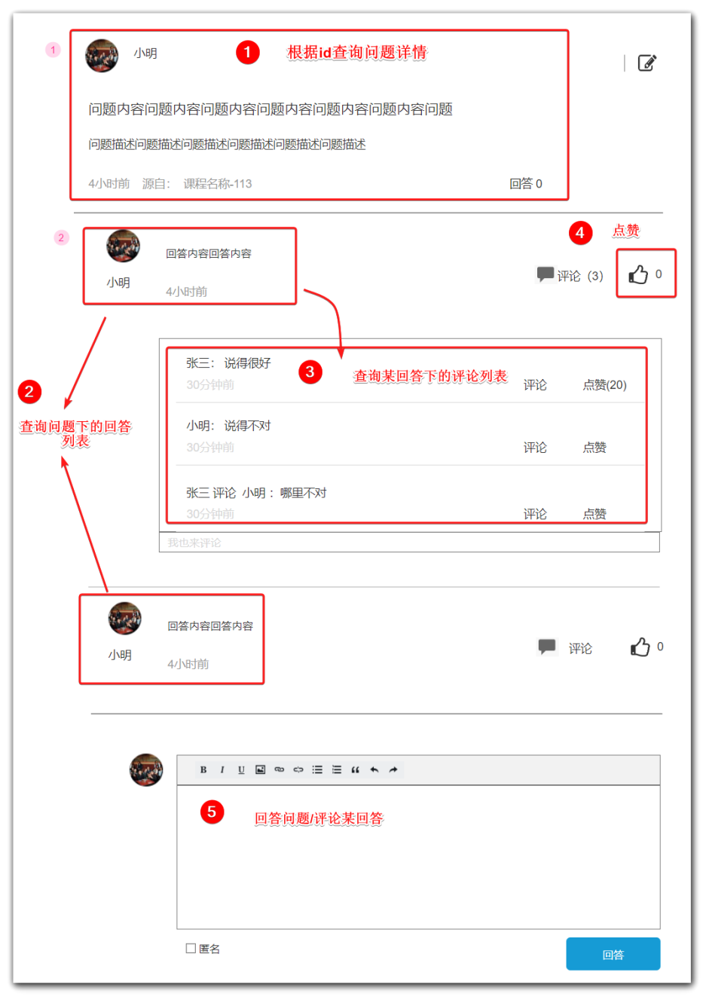 1
小明
1
根据id查询问题详情
问题内容问题内容问题内容问题内容问题内容问题内容问题
问题描述问题描述问题描述问题描述问题描述问题描述
4小时前 源自： 课程名称-113
回答 0
2
回答内容回答内容
小明
4小时前
4
点赞
评论（3）
0
张三： 说得很好
30分钟前
3
查询某回答下的评论列表
评论
点赞(20)
2
查询问题下的回答
列表
小明： 说得不对
30分钟前
评论
点赞
张三 评论 小明 ：哪里不对
30分钟前
评论
点赞
我也来评论
回答内容回答内容
小明
4小时前
评论
0
B I U
5
回答问题/评论某回答
匿名
回答